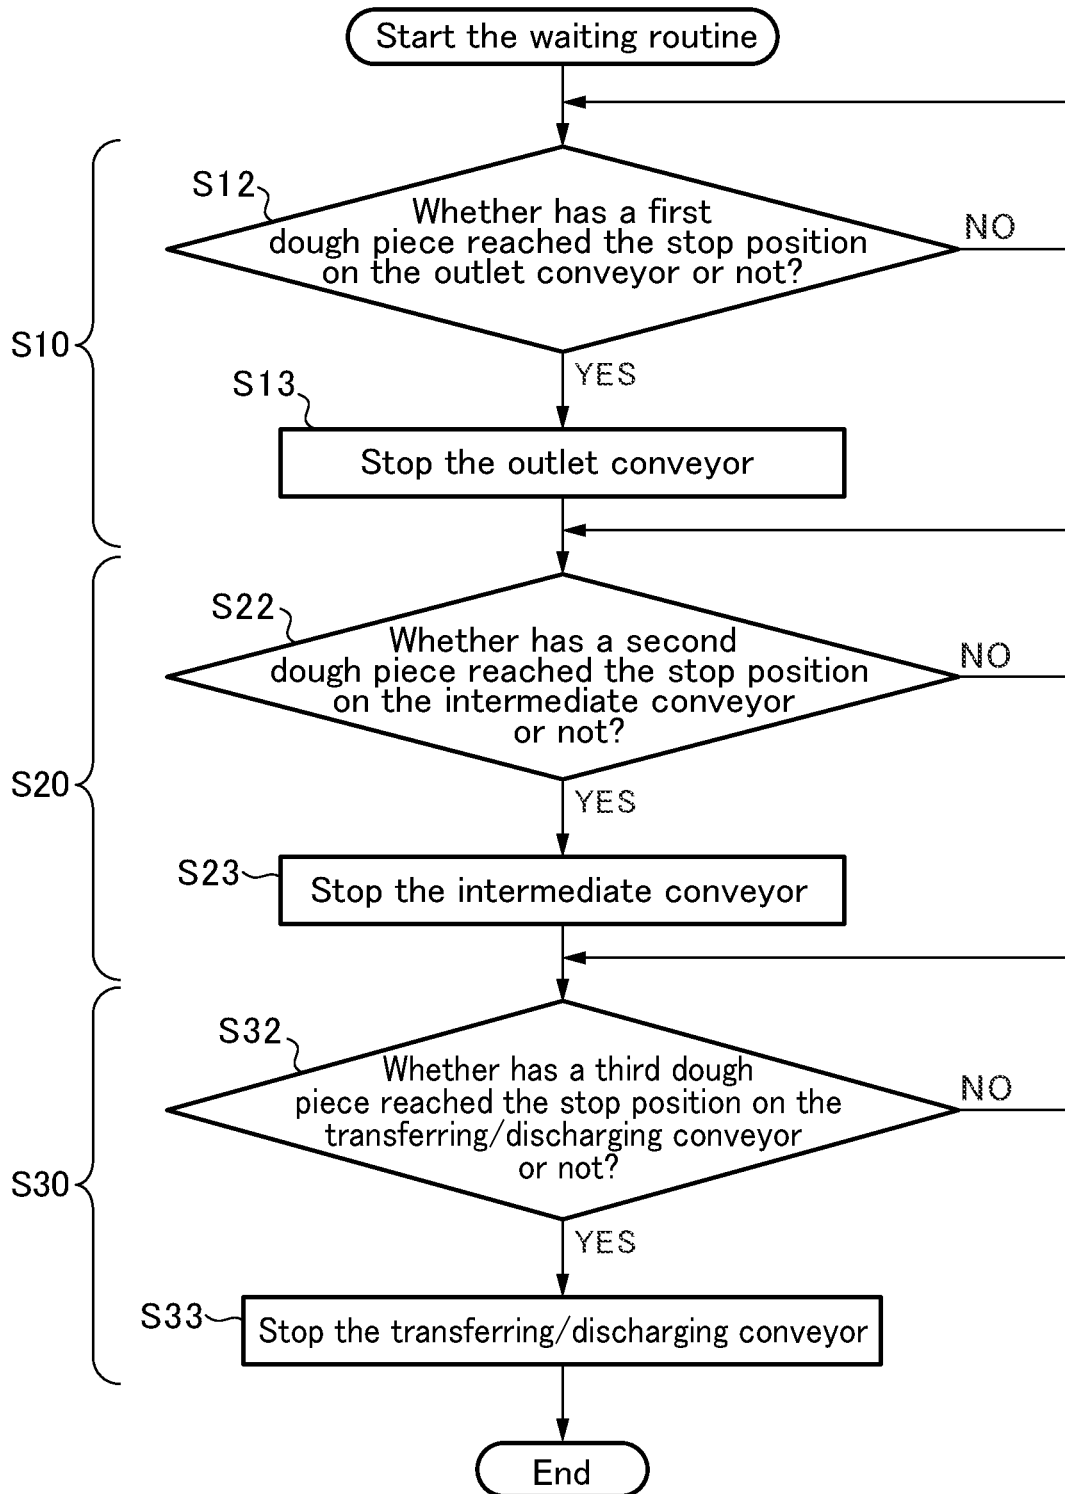 Start the waiting routine
S12
Whether has a first
dough piece reached the stop position
on the outlet conveyor or not?
NO
S10
YES
S13
Stop the outlet conveyor
S22
Whether has a second
dough piece reached the stop position
on the intermediate conveyor
or not?
NO
S20
YES
S23
Stop the intermediate conveyor
S32
Whether has a third dough
piece reached the stop position on the
transferring/discharging conveyor
or not?
NO
S30
YES
S33
Stop the transferring/discharging conveyor
End